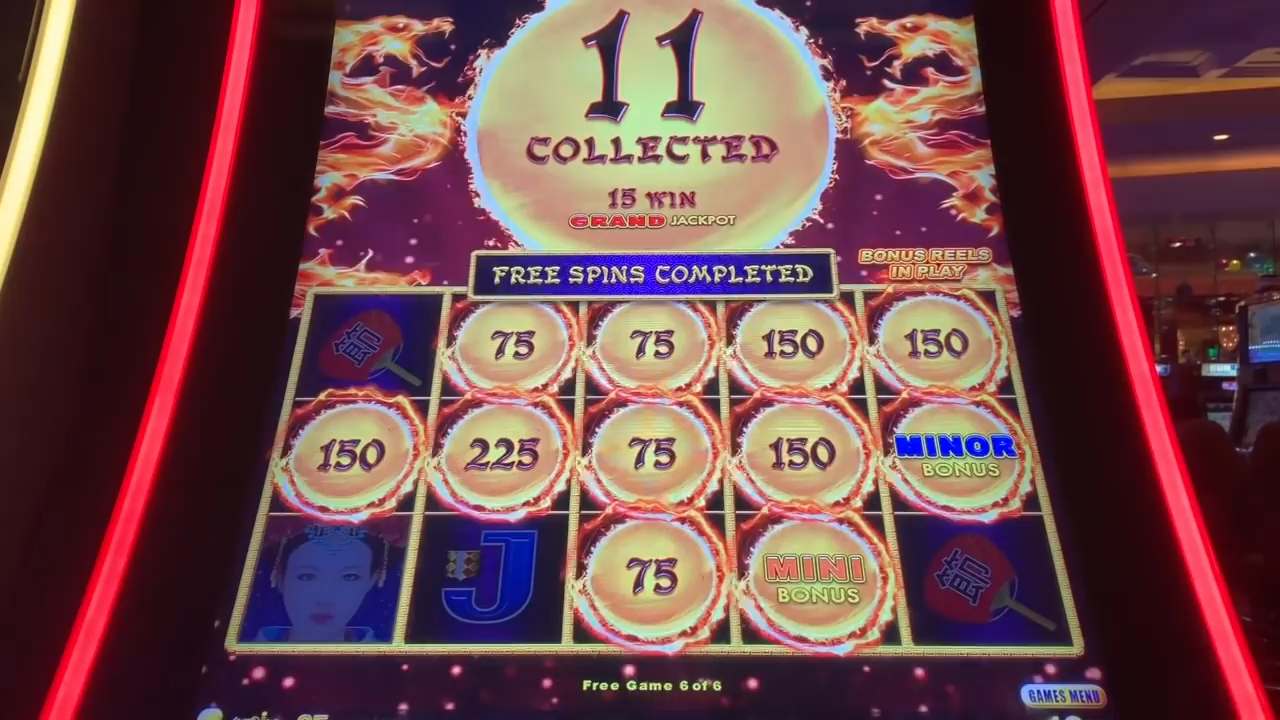 11
COLLECTED
15 WIN
GRAND JACKPOT
FREE SPINS COMPLETED
BONUS REELS
IN PLAY
75
75
150
150
150
225
75
150
MINOR
BONUS
J
75
MINI
BONUS
Free Game 6 of 6
GAMES MENU